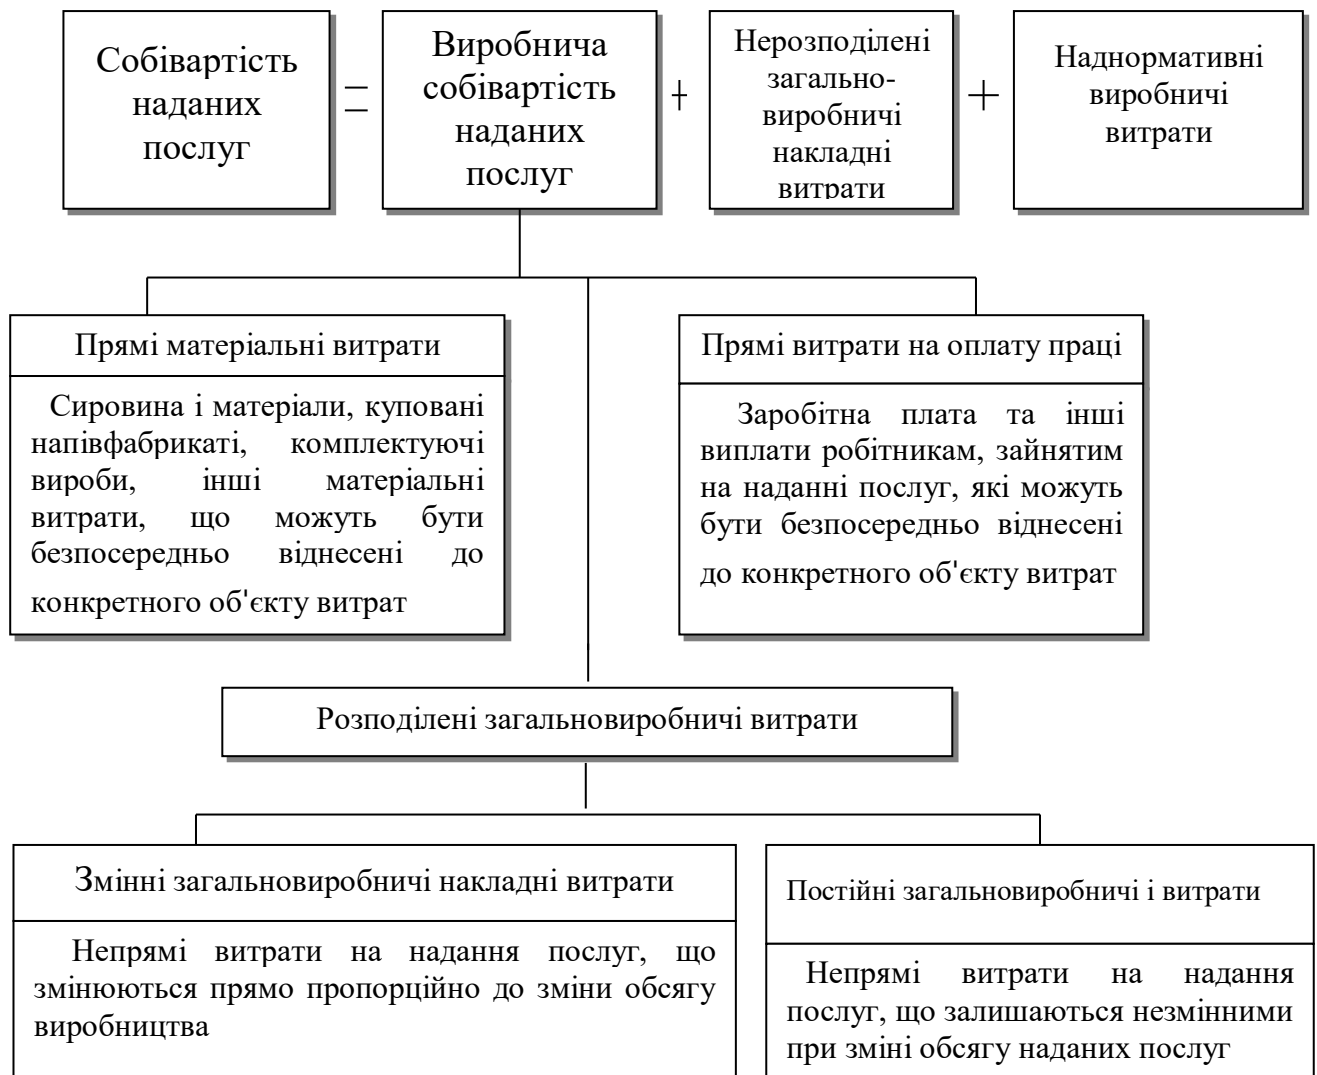 Собівартість
наданих
послуг
=
Виробнича
собівартість
наданих
послуг
+
Нерозподілені
загально-
виробничі
накладні
витрати
+
Наднормативні
виробничі
витрати
Прямі матеріальні витрати
Сировина і матеріали, куповані
напівфабрикаті, комплектуючі
вироби, інші матеріальні
витрати, що можуть бути
безпосередньо віднесені до
конкретного об'єкту витрат
Прямі витрати на оплату праці
Заробітна плата та інші
виплати робітникам, зайнятим
на наданні послуг, які можуть
бути безпосередньо віднесені
до конкретного об'єкту витрат
Розподілені загальновиробничі витрати
Змінні загальновиробничі накладні витрати
Непрямі витрати на надання послуг, що
змінюються прямо пропорційно до зміни обсягу
виробництва
Постійні загальновиробничі і витрати
Непрямі витрати на надання
послуг, що залишаються незмінними
при зміні обсягу наданих послуг